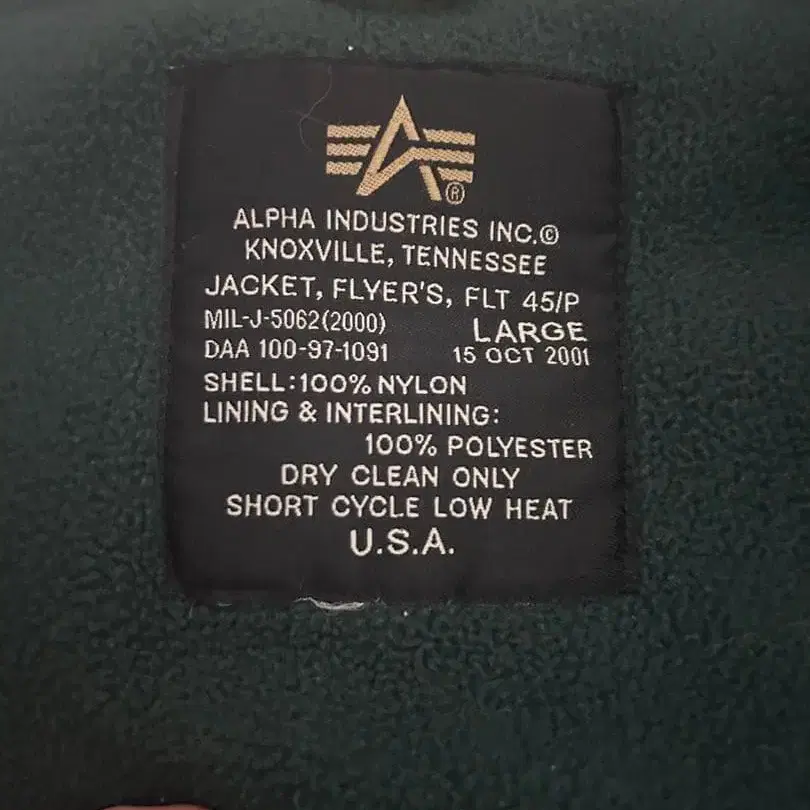 ®
ALPHA INDUSTRIES INC.©
KNOXVILLE, TENNESSEE
JACKET, FLYER'S, FLT 45/P
MIL-J-5062(2000) LARGE
DAA 100-97-1091 15 OCT 2001
SHELL:100% NYLON
LINING & INTERLINING:
100% POLYESTER
DRY CLEAN ONLY
SHORT CYCLE LOW HEAT
U.S.A.